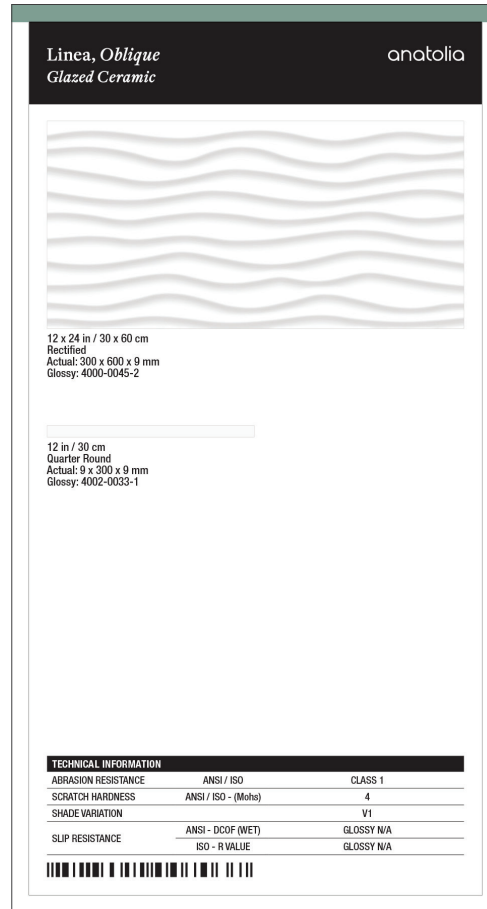 Linea, Oblique
Glazed Ceramic
anatolia
12 x 24 in / 30 x 60 cm
Rectified
Actual: 300 x 600 x 9 mm
Glossy: 4000-0045-2
12 in / 30 cm
Quarter Round
Actual: 9 x 300 x 9 mm
Glossy: 4002-0033-1
TECHNICAL INFORMATION
ABRASION RESISTANCE ANSI / ISO CLASS 1
SCRATCH HARDNESS ANSI / ISO - (Mohs) 4
SHADE VARIATION V1
SLIP RESISTANCE ANSI - DCOF (WET) GLOSSY N/A
ISO - R VALUE GLOSSY N/A